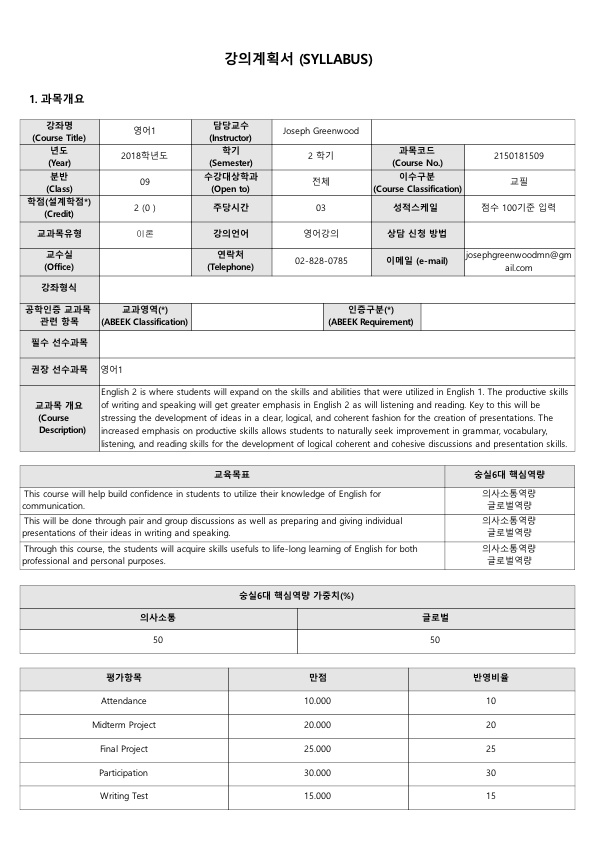 강의계획서 (SYLLABUS)
1. 과목개요
강좌명
(Course Title)
영어1
담당교수
(Instructor)
Joseph Greenwood
년도
(Year)
2018학년도
학기
(Semester)
2 학기
과목코드
(Course No.)
2150181509
분반
(Class)
09
수강대상학과
(Open to)
전체
이수구분
(Course Classification)
교필
학점(설계학점*)
(Credit)
2 (0 )
주당시간
03
성적스케일
점수 100기준 입력
교과목유형
이론
강의언어
영어강의
상담 신청 방법
교수실
(Office)
연락처
(Telephone)
02-828-0785
이메일 (e-mail)
josephgreenwoodmn@gm
ail.com
강좌형식
공학인증 교과목
관련 항목
교과영역(*)
(ABEEK Classification)
인증구분(*)
(ABEEK Requirement)
필수 선수과목
권장 선수과목
영어1
교과목 개요
(Course
Description)
English 2 is where students will expand on the skills and abilities that were utilized in English 1. The productive skills
of writing and speaking will get greater emphasis in English 2 as will listening and reading. Key to this will be
stressing the development of ideas in a clear, logical, and coherent fashion for the creation of presentations. The
increased emphasis on productive skills allows students to naturally seek improvement in grammar, vocabulary,
listening, and reading skills for the development of logical coherent and cohesive discussions and presentation skills.
교육목표
숭실6대 핵심역량
This course will help build confidence in students to utilize their knowledge of English for
communication.
의사소통역량
글로벌역량
This will be done through pair and group discussions as well as preparing and giving individual
presentations of their ideas in writing and speaking.
의사소통역량
글로벌역량
Through this course, the students will acquire skills usefuls to life-long learning of English for both
professional and personal purposes.
의사소통역량
글로벌역량
숭실6대 핵심역량 가중치(%)
의사소통
글로벌
50
50
평가항목
만점
반영비율
Attendance
10.000
10
Midterm Project
20.000
20
Final Project
25.000
25
Participation
30.000
30
Writing Test
15.000
15